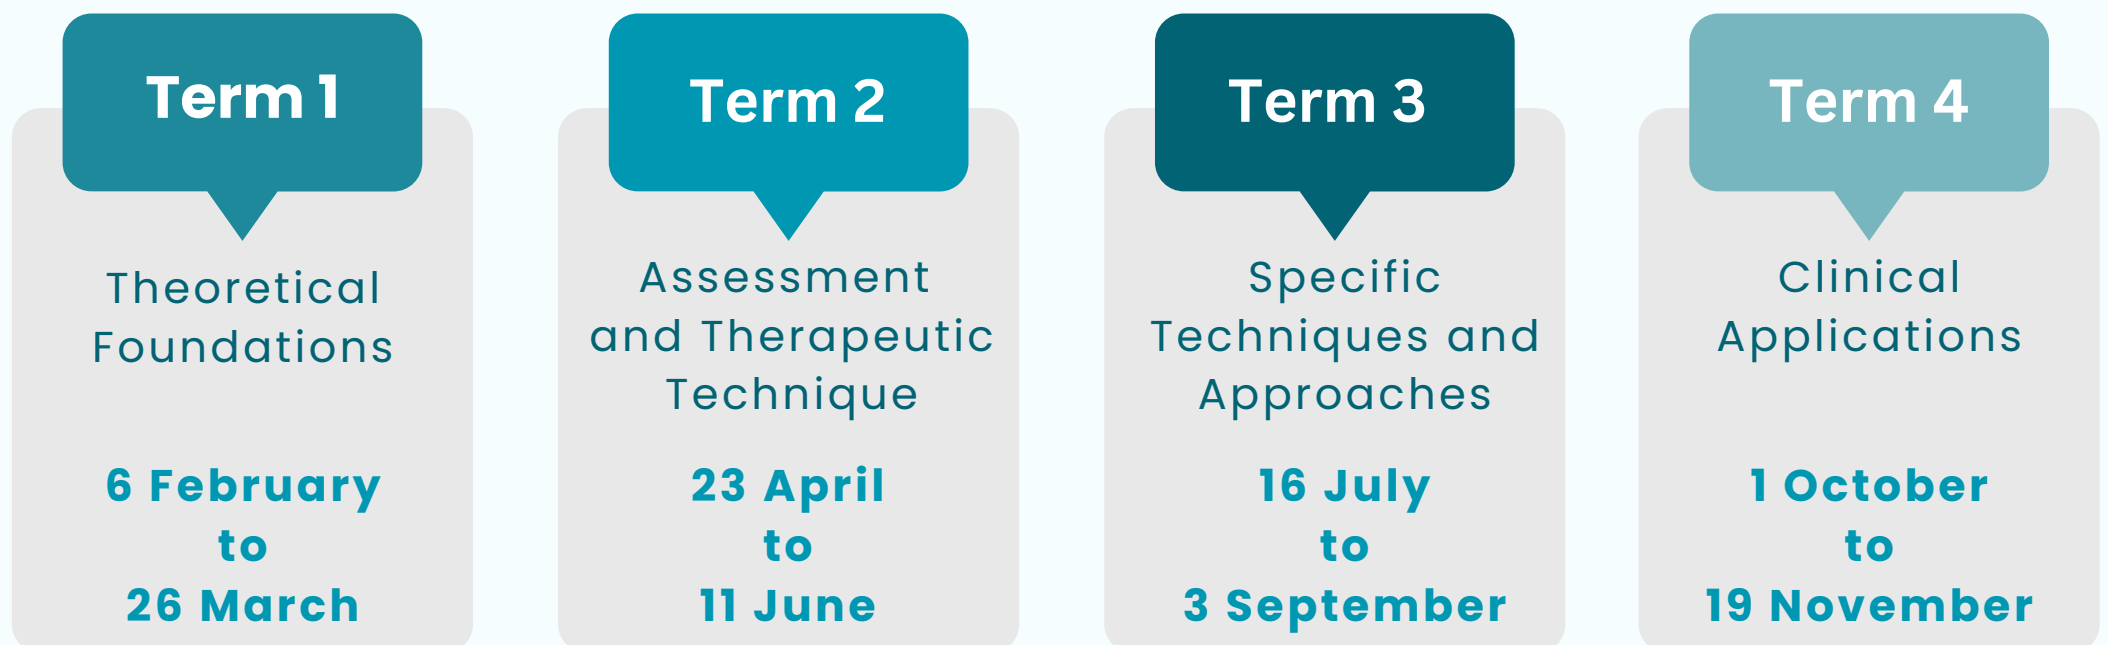 Term 1
Theoretical
Foundations
6 February
to
26 March
Term 2
Assessment
and Therapeutic
Technique
23 April
to
11 June
Term 3
Specific
Techniques and
Approaches
16 July
to
3 September
Term 4
Clinical
Applications
1 October
to
19 November